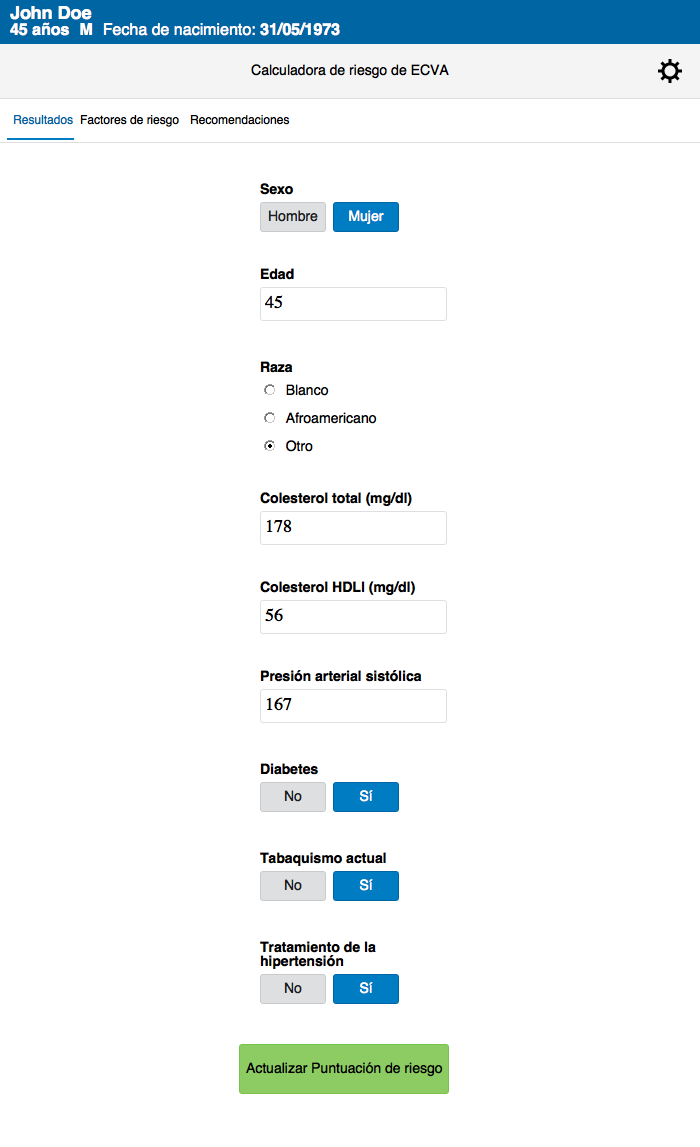 John Doe
45 años M Fecha de nacimiento: 31/05/1973
Calculadora de riesgo de ECVA
Resultados Factores de riesgo Recomendaciones
Sexo
Hombre Mujer
Edad
45
Raza
Blanco
Afroamericano
Otro
Colesterol total (mg/dl)
178
Colesterol HDLl (mg/dl)
56
Presión arterial sistólica
167
Diabetes
No Sí
Tabaquismo actual
No Sí
Tratamiento de la
hipertensión
No Sí
Actualizar Puntuación de riesgo